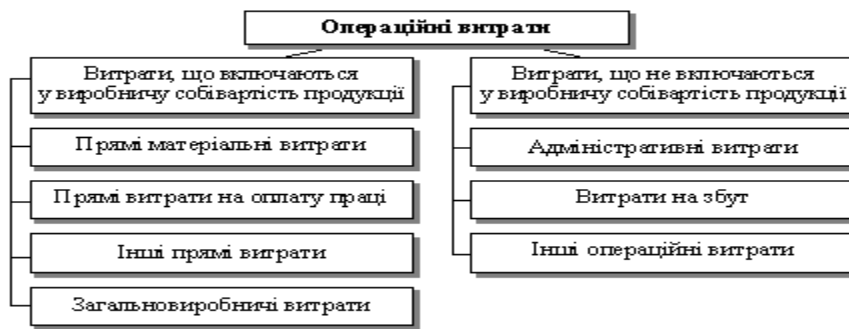 Операційні витрати
Витрати, що включаються
у виробничу собівартість продукції
Прямі матеріальні витрати
Прямі витрати на оплату праці
Інші прямі витрати
Загальновиробничі витрати
Витрати, що не включаються
у виробничу собівартість продукції
Адміністративні витрати
Витрати на збут
Інші операційні витрати